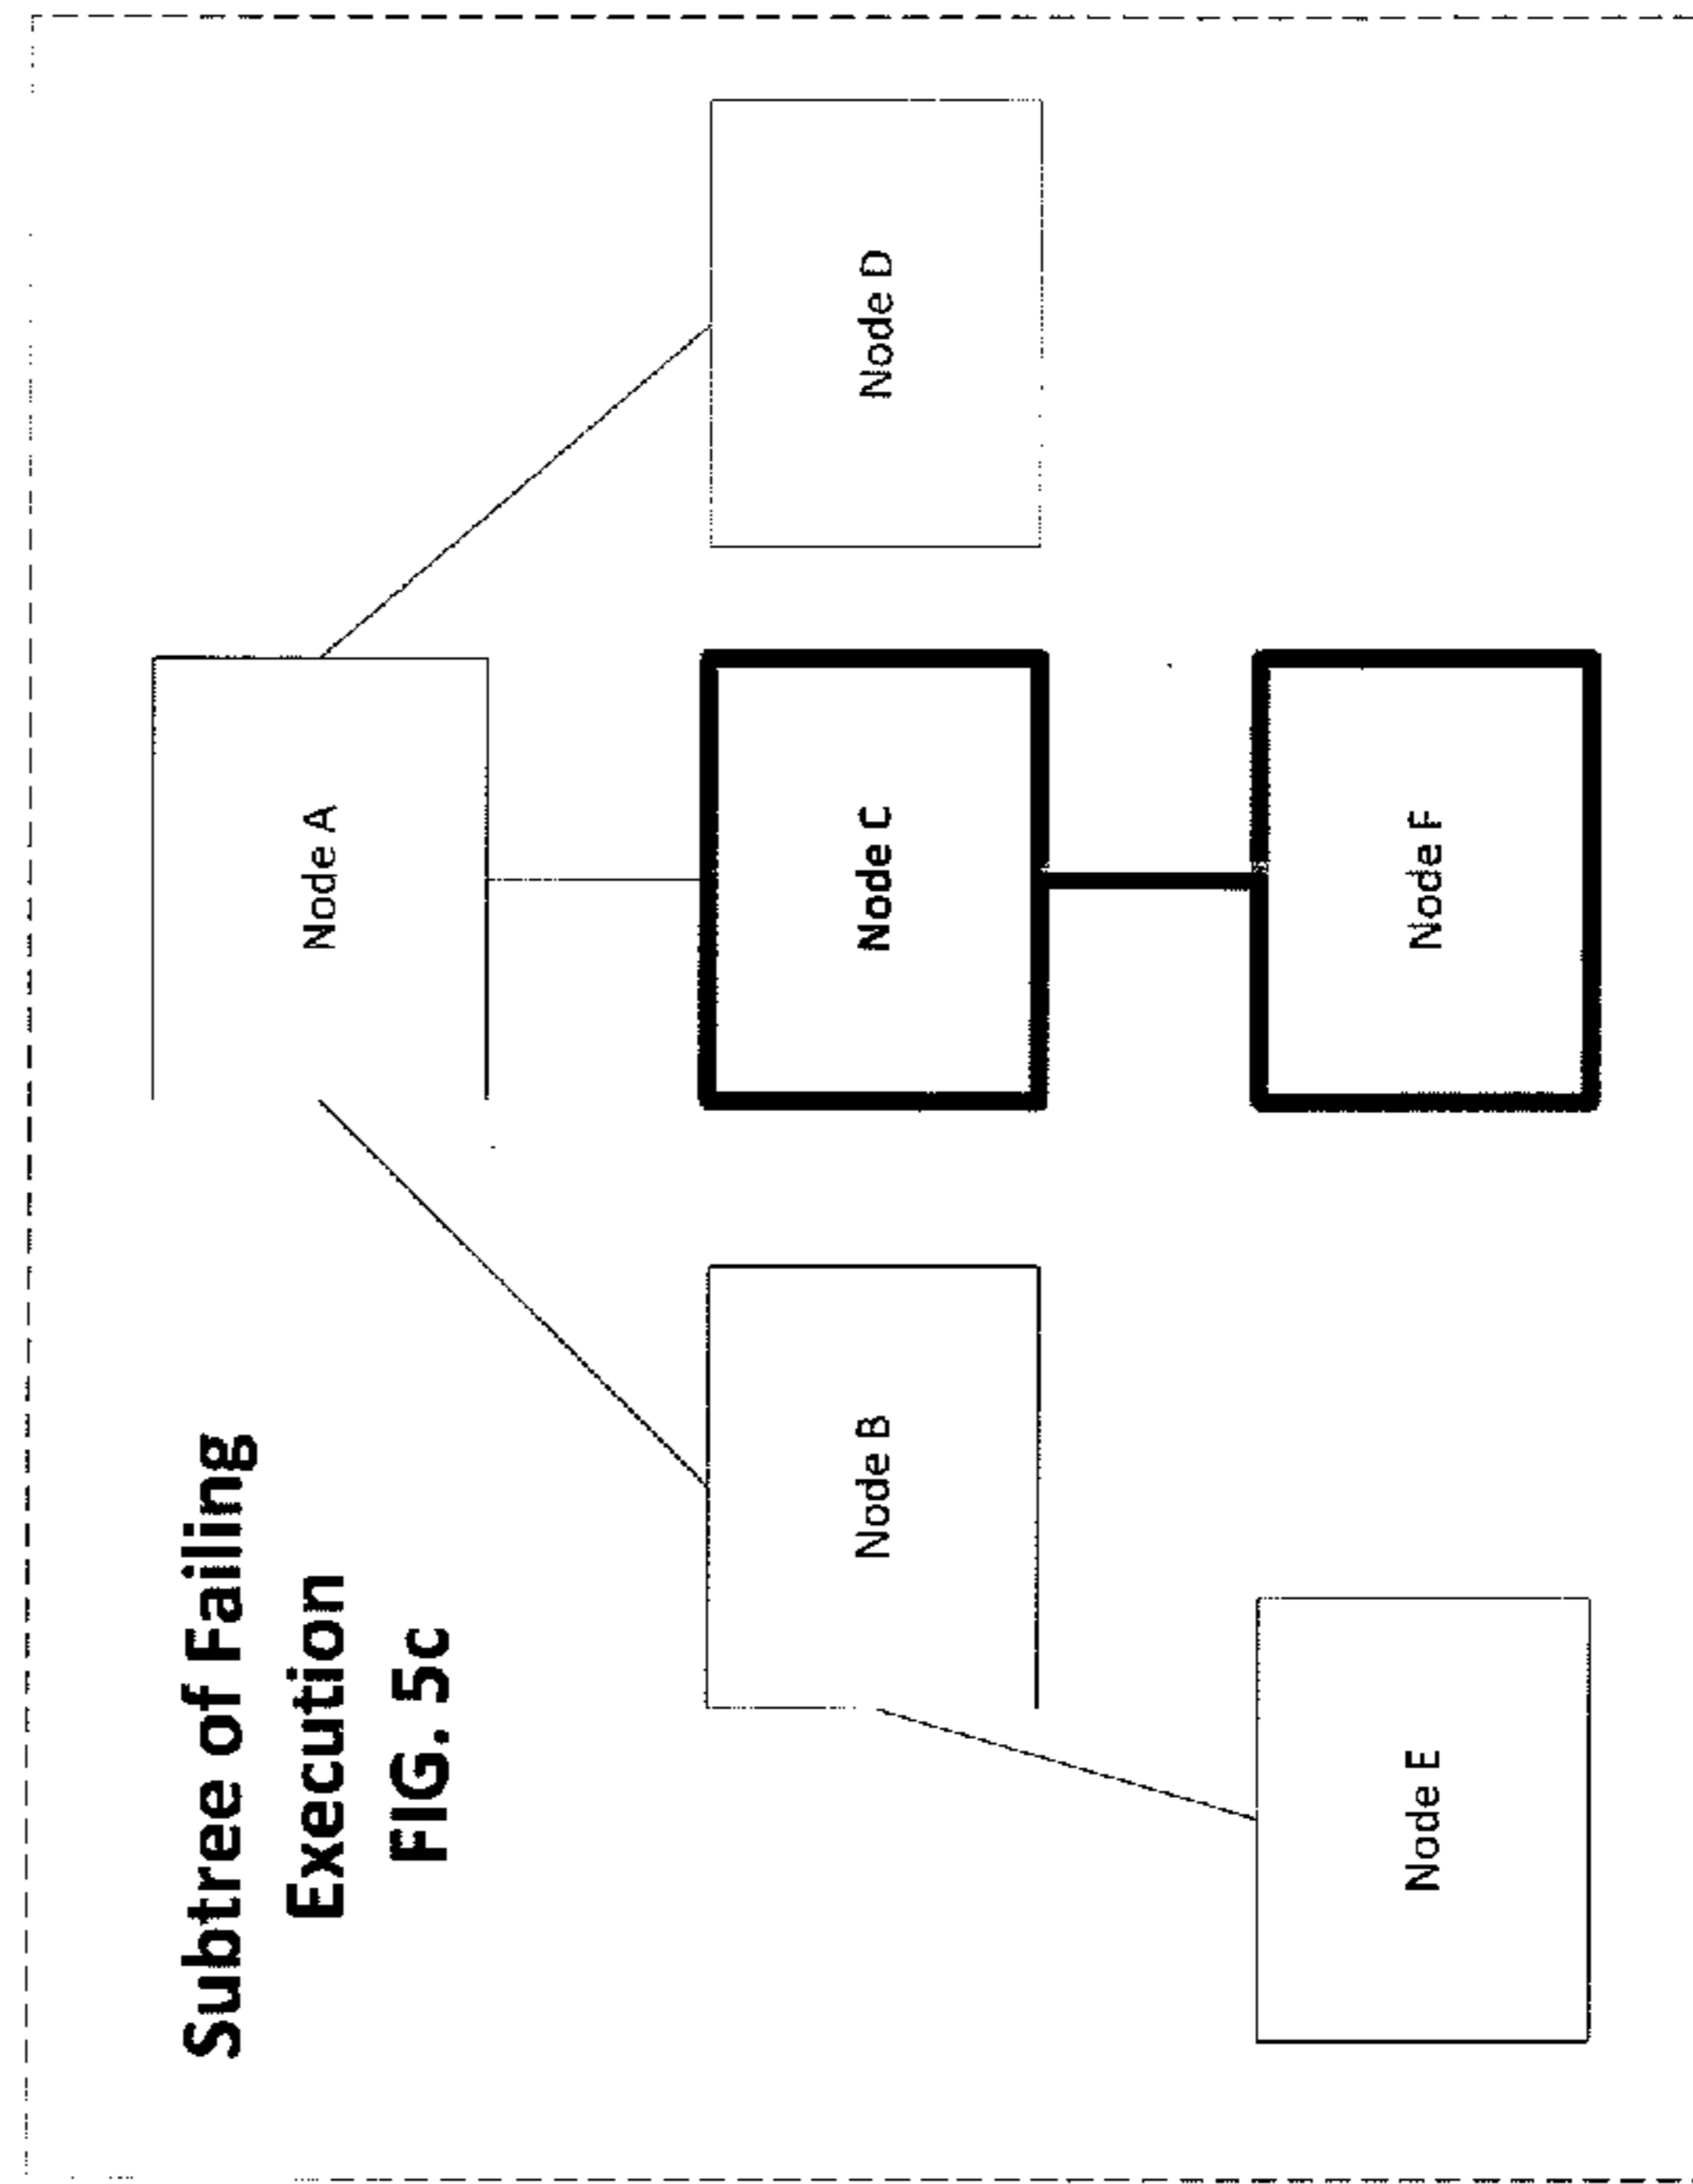 Subtree of Failing
Execution
FIG. 5c
Node A
Node B
Node C
Node D
Node E
Node F